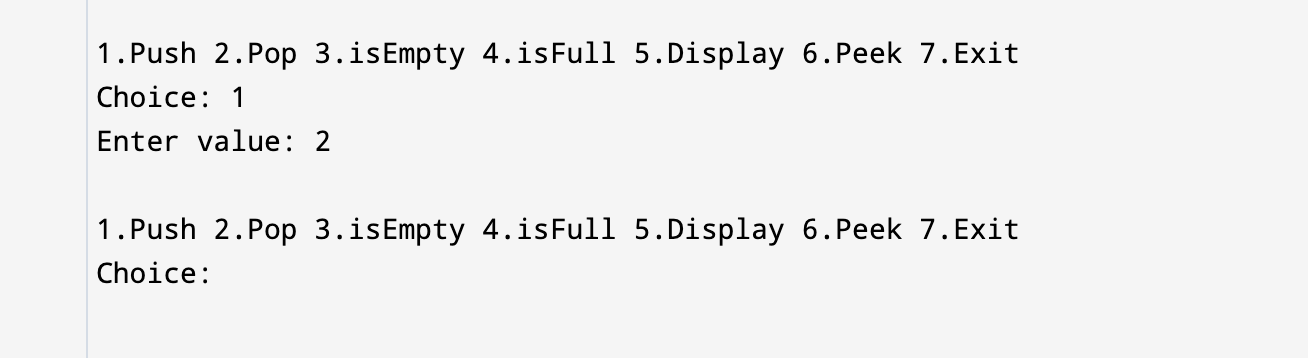 1.Push 2.Pop 3.isEmpty 4.isFull 5.Display 6.Peek 7.Exit
Choice: 1
Enter value: 2
1.Push 2.Pop 3.isEmpty 4.isFull 5.Display 6.Peek 7.Exit
Choice: